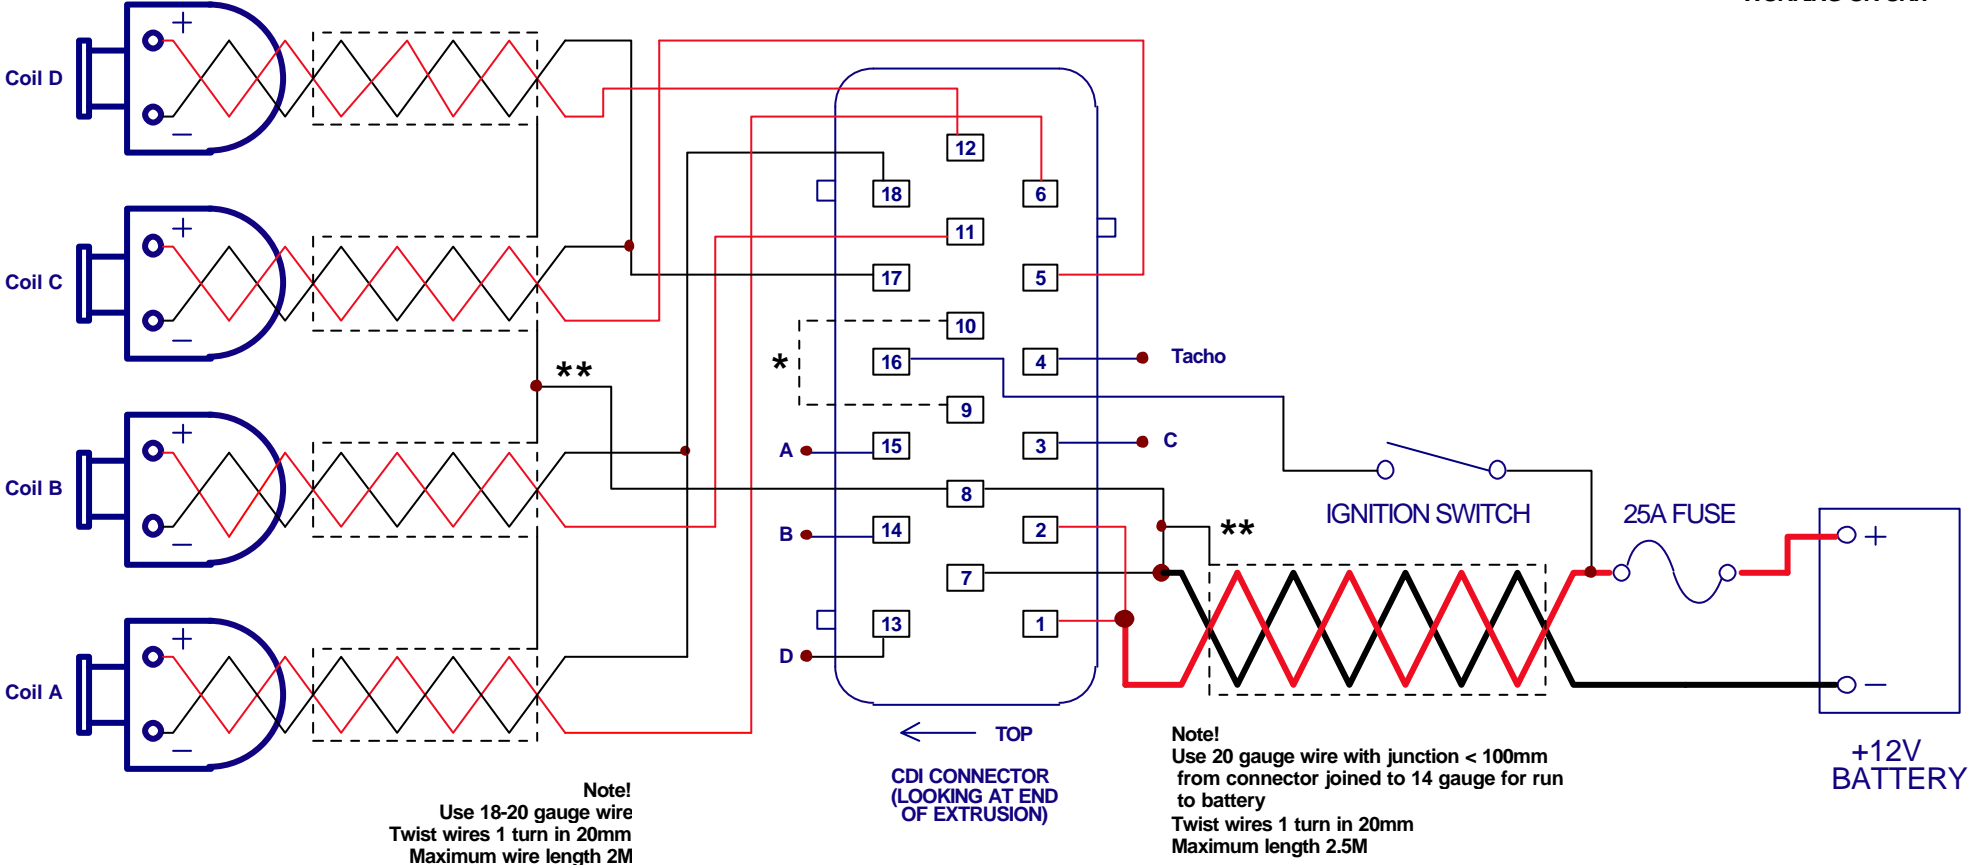 Coil D
+
−
12
18
6
11
Coil C
+
−
17
5
10
16
4
Tacho
*
**
9
A
15
3
C
Coil B
+
−
8
IGNITION SWITCH
25A FUSE
B
14
2
**
+
7
13
1
D
Coil A
+
−
−
TOP
CDI CONNECTOR
(LOOKING AT END
OF EXTRUSION)
Note!
Use 18-20 gauge wire
Twist wires 1 turn in 20mm
Maximum wire length 2M
Note!
Use 20 gauge wire with junction < 100mm
from connector joined to 14 gauge for run
to battery
Twist wires 1 turn in 20mm
Maximum length 2.5M
+12V
BATTERY